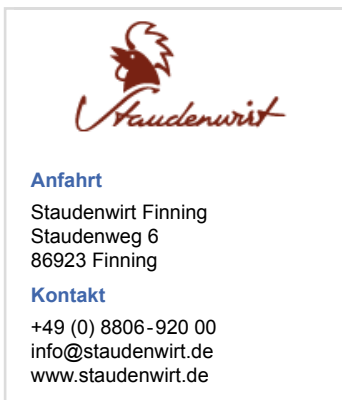 Staudenwirt
Anfahrt
Staudenwirt Finning
Staudenweg 6
86923 Finning
Kontakt
+49 (0) 8806-920 00
info@staudenwirt.de
www.staudenwirt.de